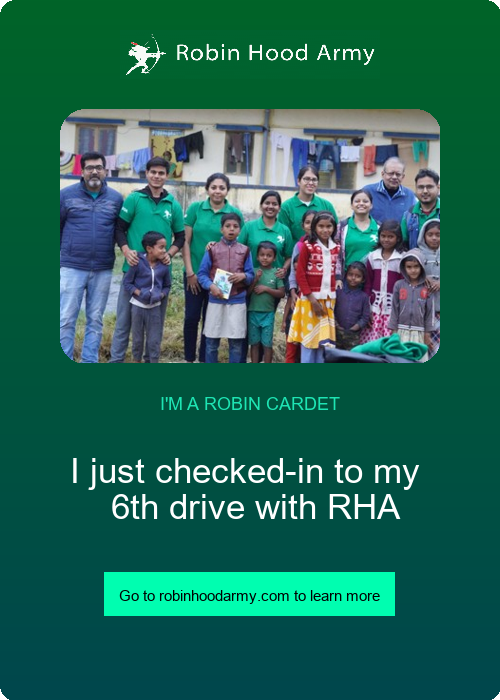 Robin Hood Army
I'M A ROBIN CARDET
I just checked-in to my
6th drive with RHA
Go to robinhoodarmy.com to learn more